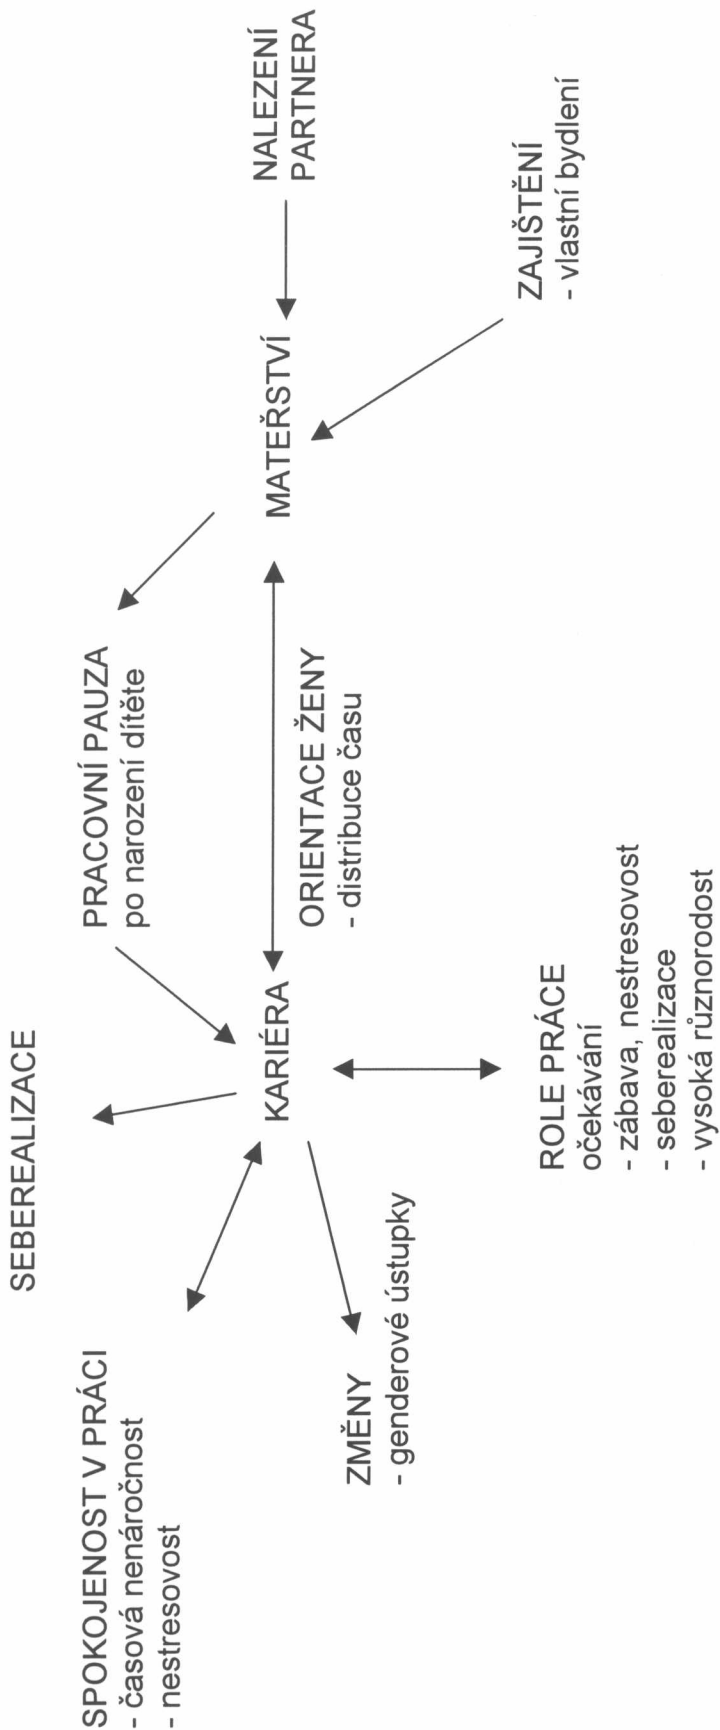 SEBEREALIZACE
SPOKOJENOST V PRÁCI
- časová nenáročnost
- nestresovost
PRACOVNÍ PAUZA
po narození dítěte
KARIÉRA
MATEŘSTVÍ
NALEZENÍ
PARTNERA
ORIENTACE ŽENY
- distribuce času
ZMĚNY
- genderové ústupky
ROLE PRÁCE
očekávání
- zábava, nestresovost
- seberealizace
- vysoká různorodost
ZAJIŠTĚNÍ
- vlastní bydlení